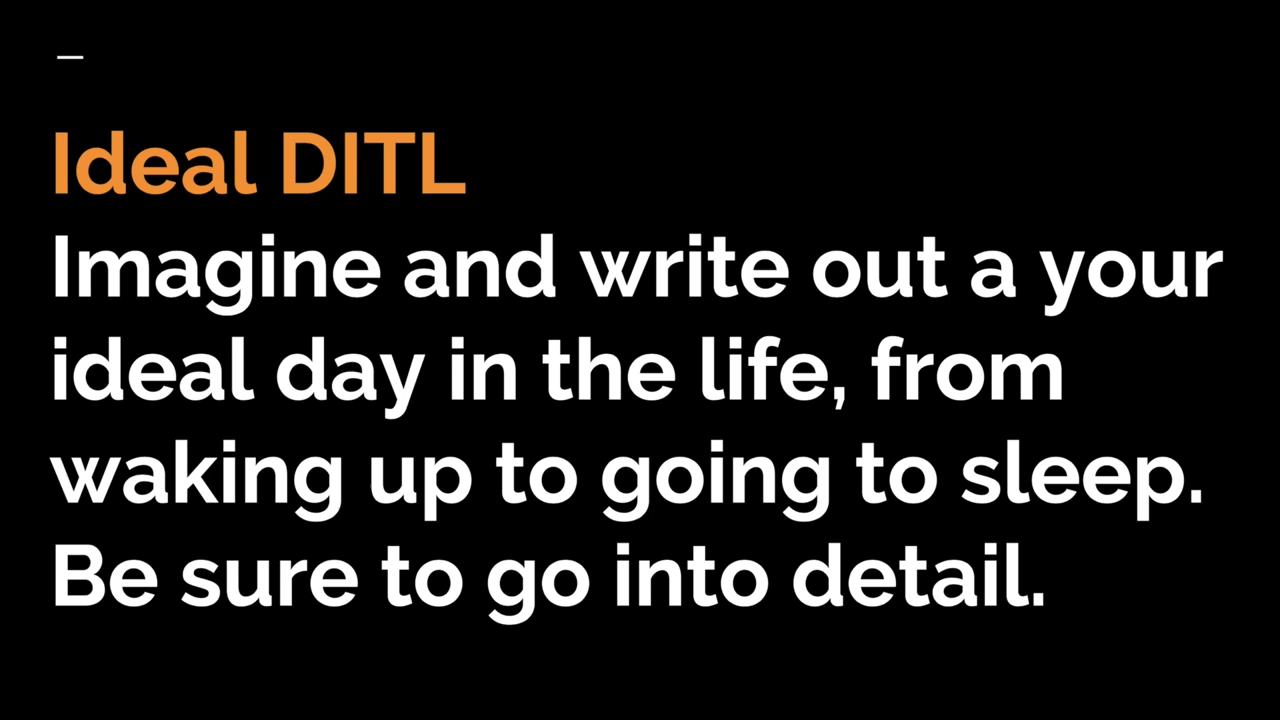 Ideal DITL
Imagine and write out a your
ideal day in the life, from
waking up to going to sleep.
Be sure to go into detail.